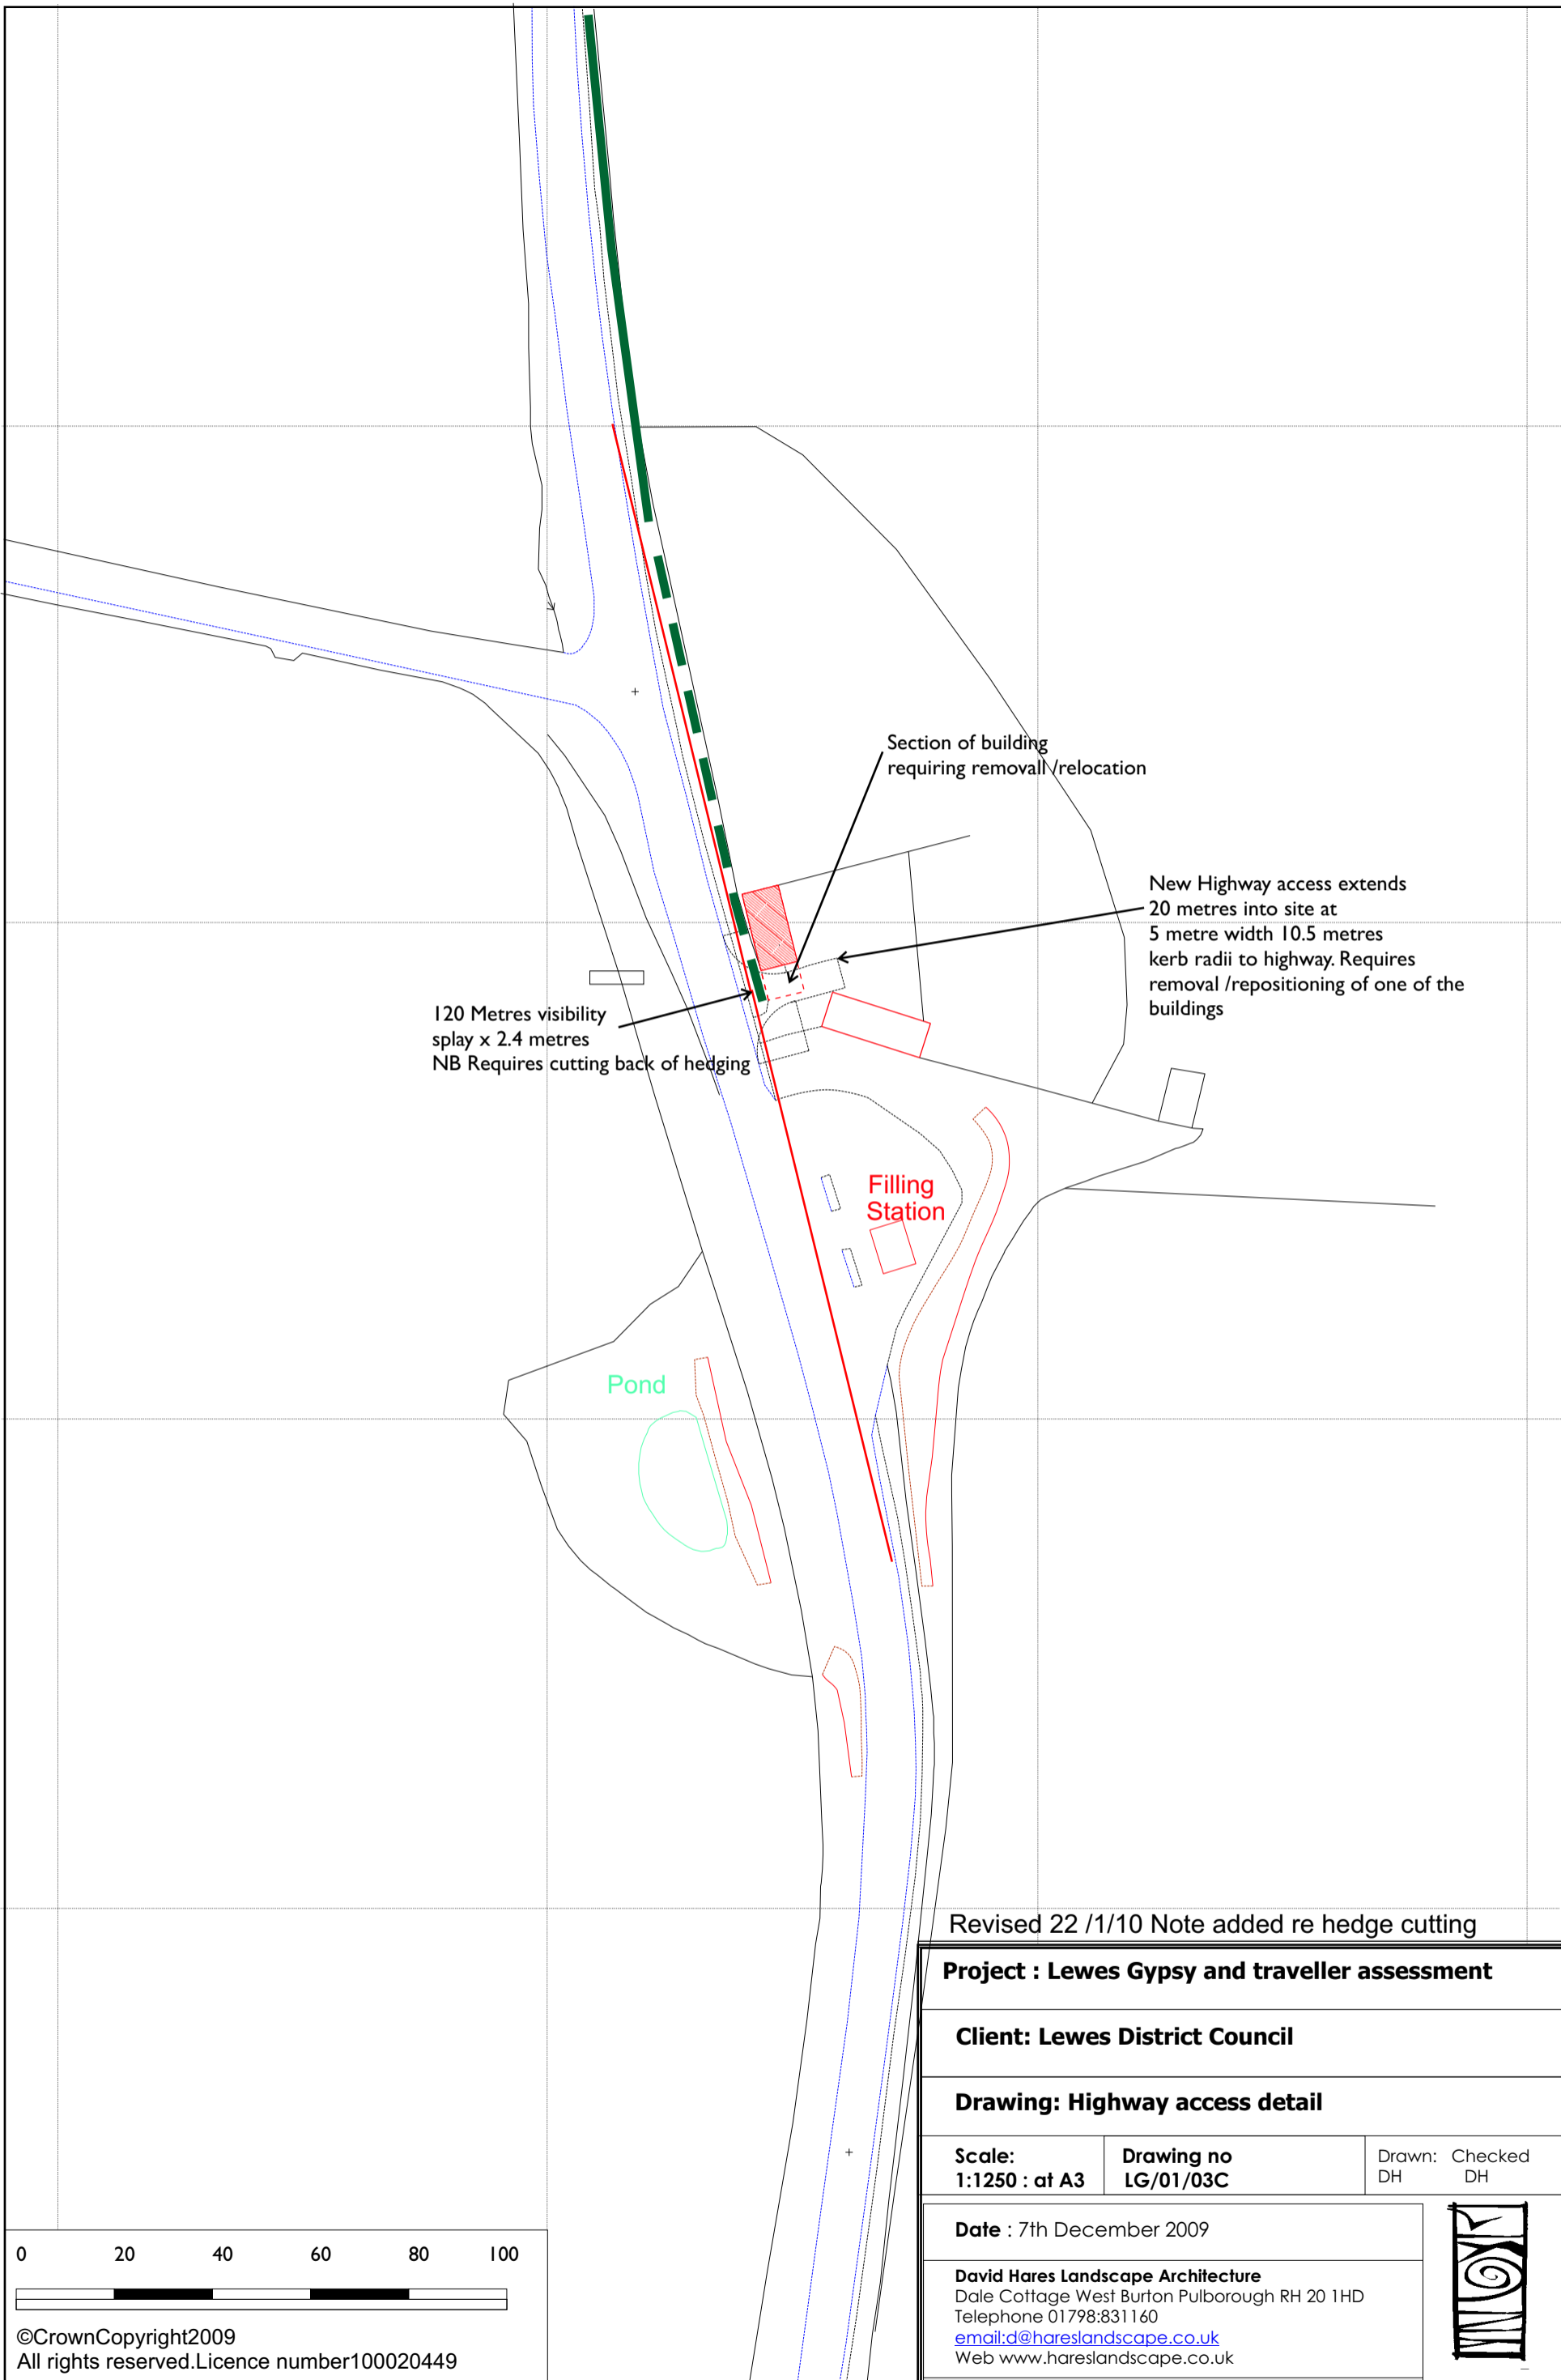 Section of building
requiring removall /relocation
New Highway access extends
20 metres into site at
5 metre width 10.5 metres
kerb radii to highway. Requires
removal /repositioning of one of the
buildings
120 Metres visibility
splay x 2.4 metres
NB Requires cutting back of hedging
Filling
Station
Pond
Revised 22 /1/10 Note added re hedge cutting
Project : Lewes Gypsy and traveller assessment
Client: Lewes District Council
Drawing: Highway access detail
Scale:
1:1250 : at A3
Drawing no
LG/01/03C
Drawn: Checked
DH DH
Date : 7th December 2009
David Hares Landscape Architecture
Dale Cottage West Burton Pulborough RH 20 1HD
Telephone 01798:831160
email:d@hareslandscape.co.uk
Web www.hareslandscape.co.uk
0 20 40 60 80 100
©CrownCopyright2009
All rights reserved.Licence number100020449